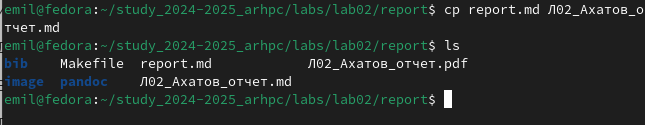 emil@fedora:~/study_2024-2025_arhpc/labs/lab02/report$ cp report.md Л02_Ахатов_о
тчет.md
emil@fedora:~/study_2024-2025_arhpc/labs/lab02/report$ ls
bib    Makefile  report.md          Л02_Ахатов_отчет.pdf
image  pandoc    Л02_Ахатов_отчет.md
emil@fedora:~/study_2024-2025_arhpc/labs/lab02/report$